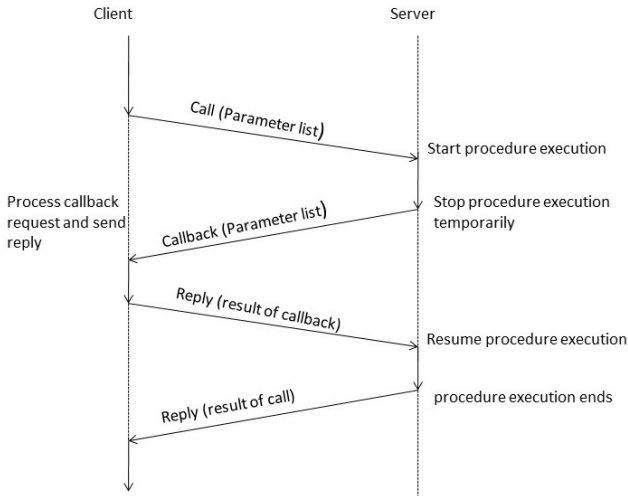 Client
Server
Call (Parameter list)
Start procedure execution
Process callback
request and send
reply
Stop procedure execution
temporarily
Callback (Parameter list)
Reply (result of callback)
Resume procedure execution
Reply (result of call)
procedure execution ends